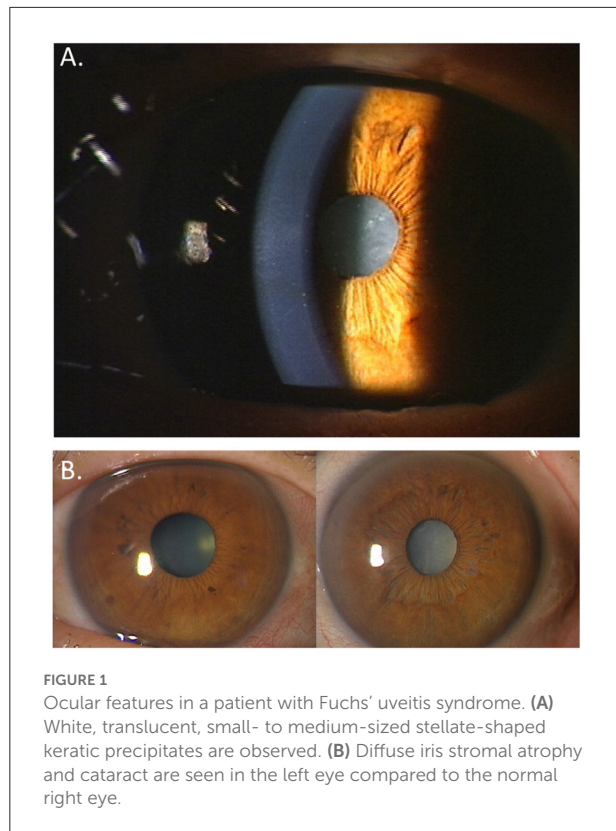 A.
B.
FIGURE 1
Ocular features in a patient with Fuchs’ uveitis syndrome. (A)
White, translucent, small- to medium-sized stellate-shaped
keratic precipitates are observed. (B) Diffuse iris stromal atrophy
and cataract are seen in the left eye compared to the normal
right eye.